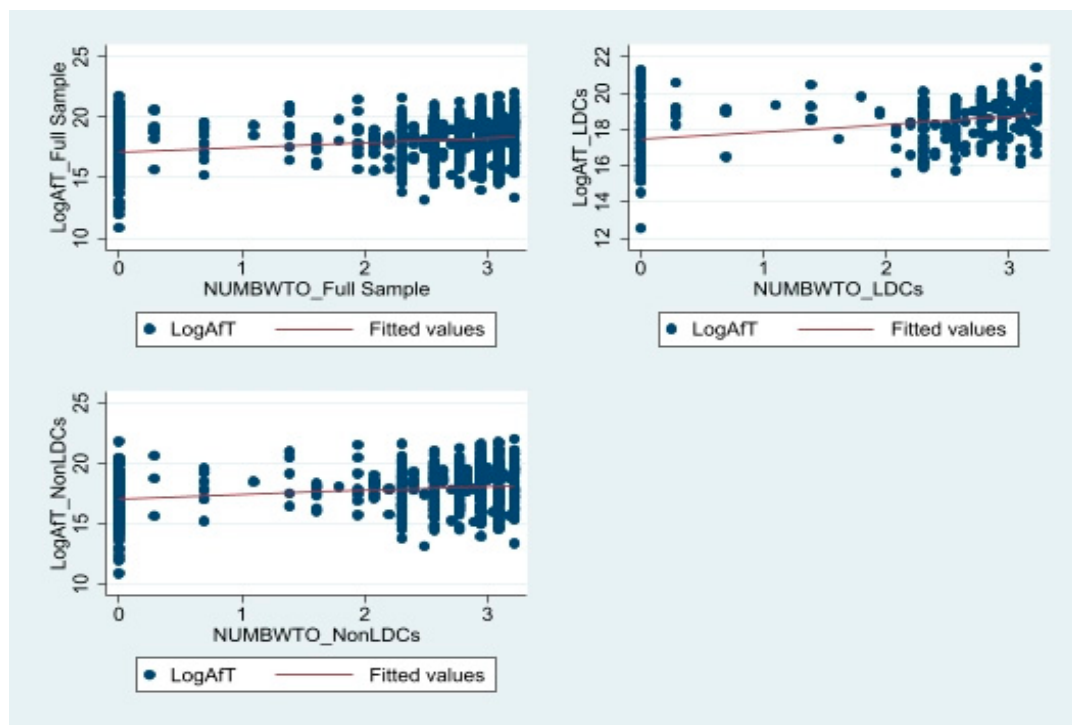 LogAfT_Full Sample
25
20
15
10
0 1 2 3
NUMBWTO_Full Sample
LogAfT Fitted values
LogAfT_LDCs
22
20
18
16
14
12
0 1 2 3
NUMBWTO_LDCs
LogAfT Fitted values
LogAfT_NonLDCs
25
20
15
10
0 1 2 3
NUMBWTO_NonLDCs
LogAfT Fitted values